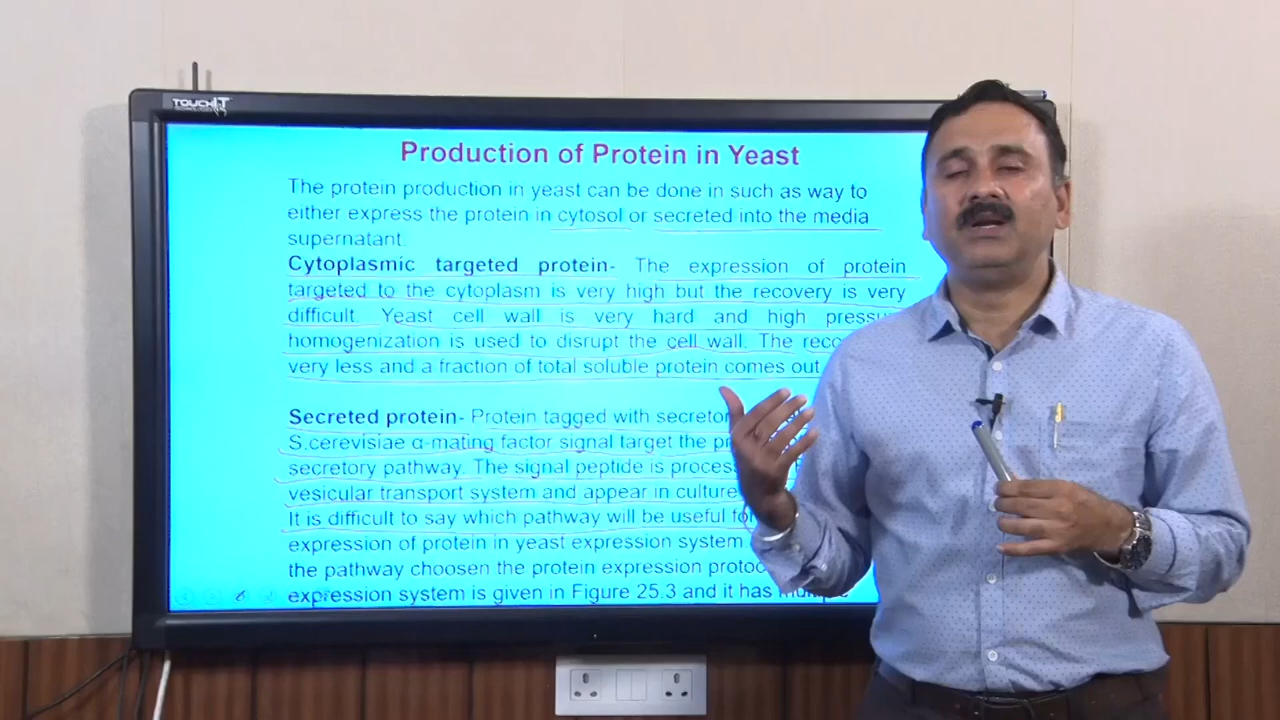 TOUCHIT
Production of Protein in Yeast
The protein production in yeast can be done in such as way to
either express the protein in cytosol or secreted into the media
supernatant.
Cytoplasmic targeted protein- The expression of protein
targeted to the cytoplasm is very high but the recovery is very
difficult. Yeast cell wall is very hard and high
homogenization is used to disrupt the cell wall. The
very less and a fraction of total soluble protein comes out
Secreted protein- Protein tagged with
S.cerevisiae α-mating factor signal target the
secretory pathway. The signal peptide is
vesicular transport system and appear in culture
It is difficult to say which pathway will be useful for
expression of protein in yeast expression system
the pathway choosen the protein expression
expression system is given in Figure 25.3 and it has multiple